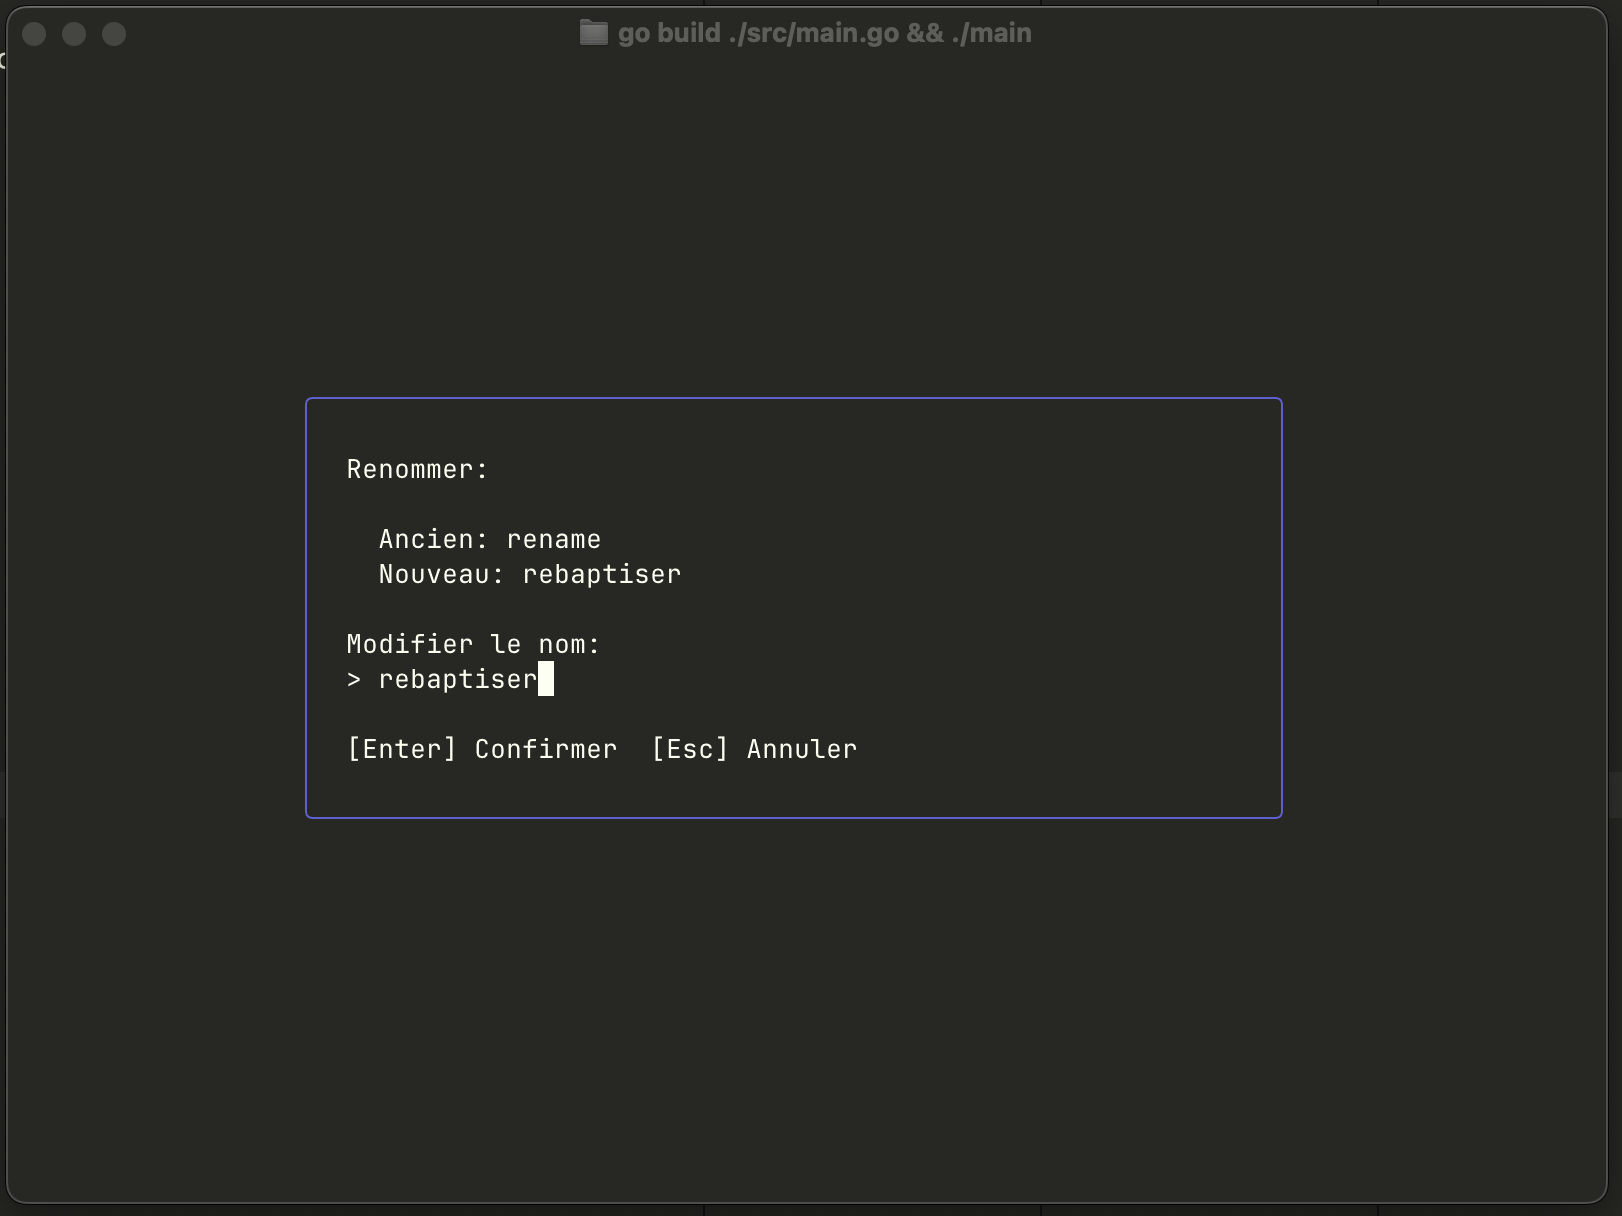 go build ./src/main.go && ./main
Renommer:
Ancien: rename
Nouveau: rebaptiser
Modifier le nom:
> rebaptiser
[Enter] Confirmer  [Esc] Annuler